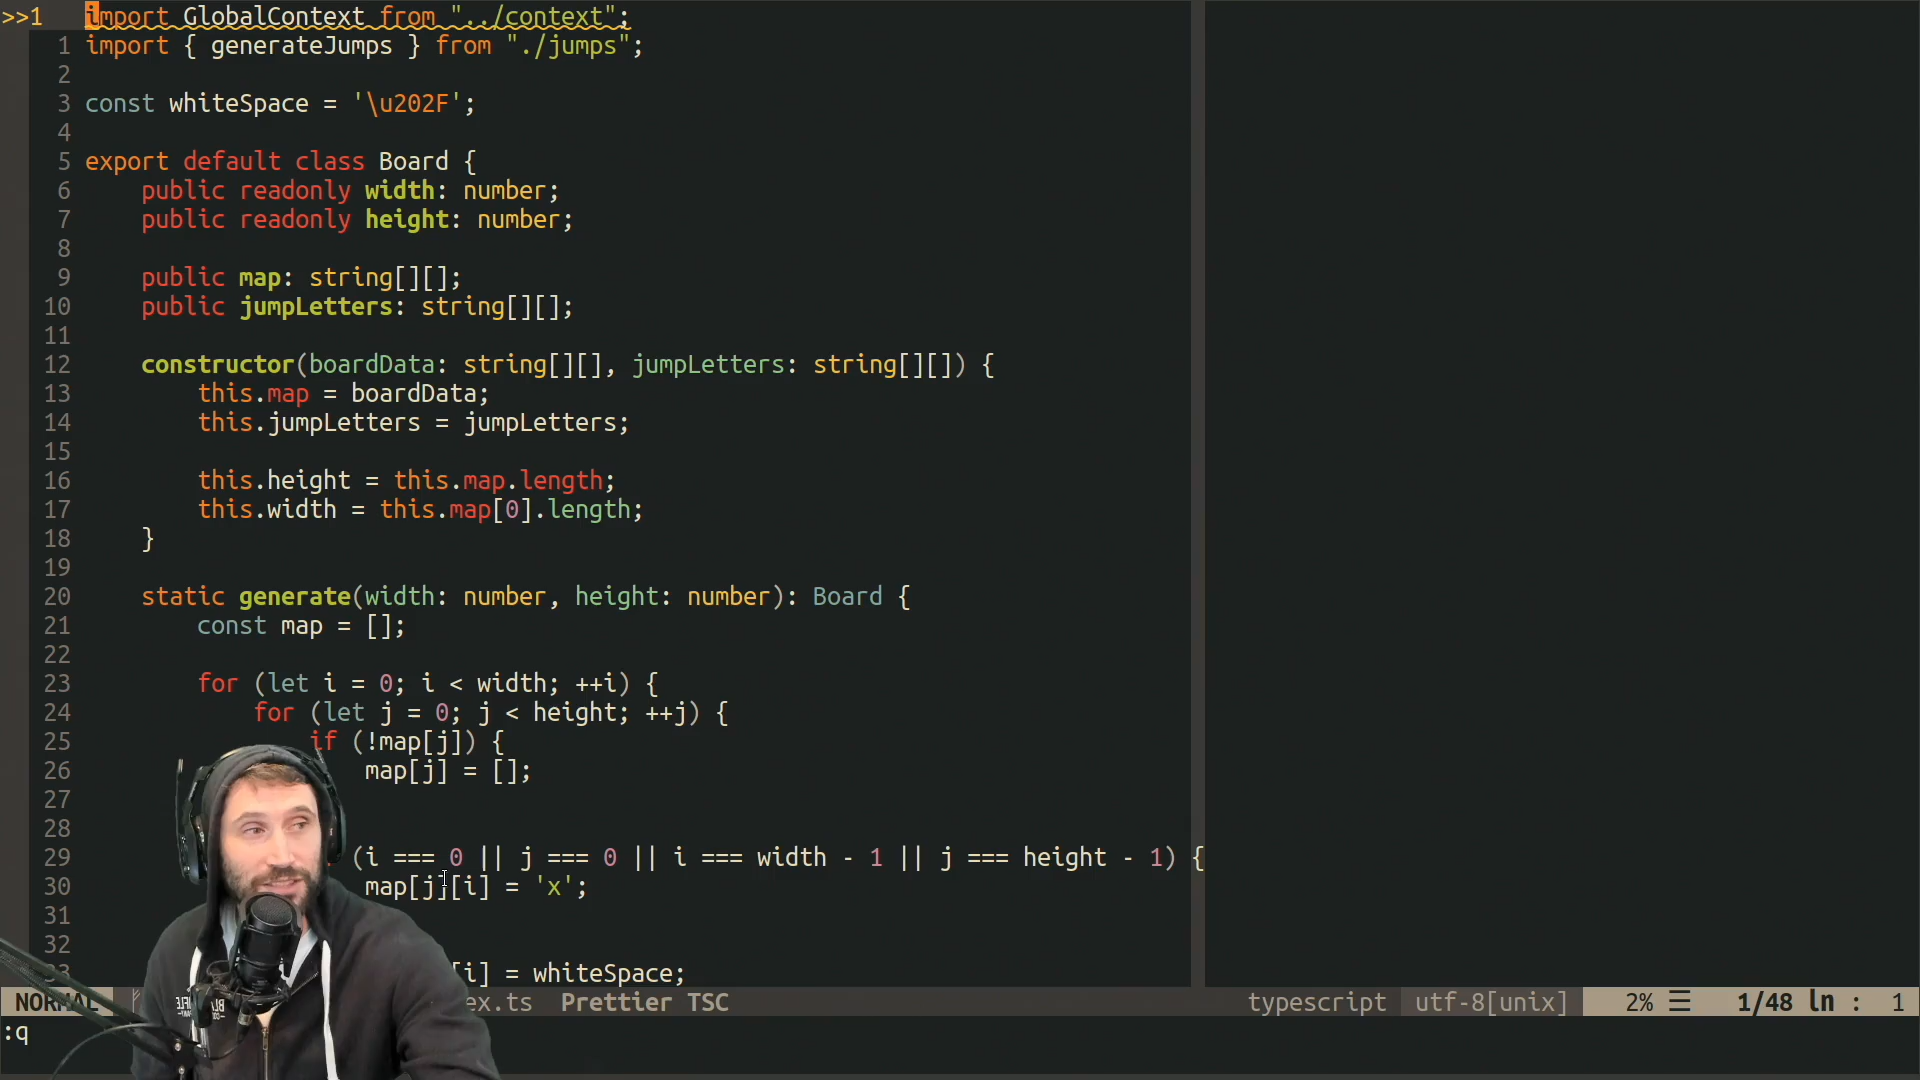 >>1 import GlobalContext from "../context";
1 import { generateJumps } from "./jumps";
2
3 const whiteSpace = '\u202F';
4
5 export default class Board {
6 public readonly width: number;
7 public readonly height: number;
8
9 public map: string[][];
10 public jumpLetters: string[][];
11
12 constructor(boardData: string[][], jumpLetters: string[][]) {
13 this.map = boardData;
14 this.jumpLetters = jumpLetters;
15
16 this.height = this.map.length;
17 this.width = this.map[0].length;
18 }
19
20 static generate(width: number, height: number): Board {
21 const map = [];
22
23 for (let i = 0; i < width; ++i) {
24 for (let j = 0; j < height; ++j) {
25 if (!map[j]) {
26 map[j] = [];
27
28
29 (i === 0 || j === 0 || i === width - 1 || j === height - 1) {
30 map[j][i] = 'x';
31
32
33 [i] = whiteSpace;
NORMAL ex.ts Prettier TSC typescript utf-8[unix] 2% ☰ 1/48 ln : 1
:q